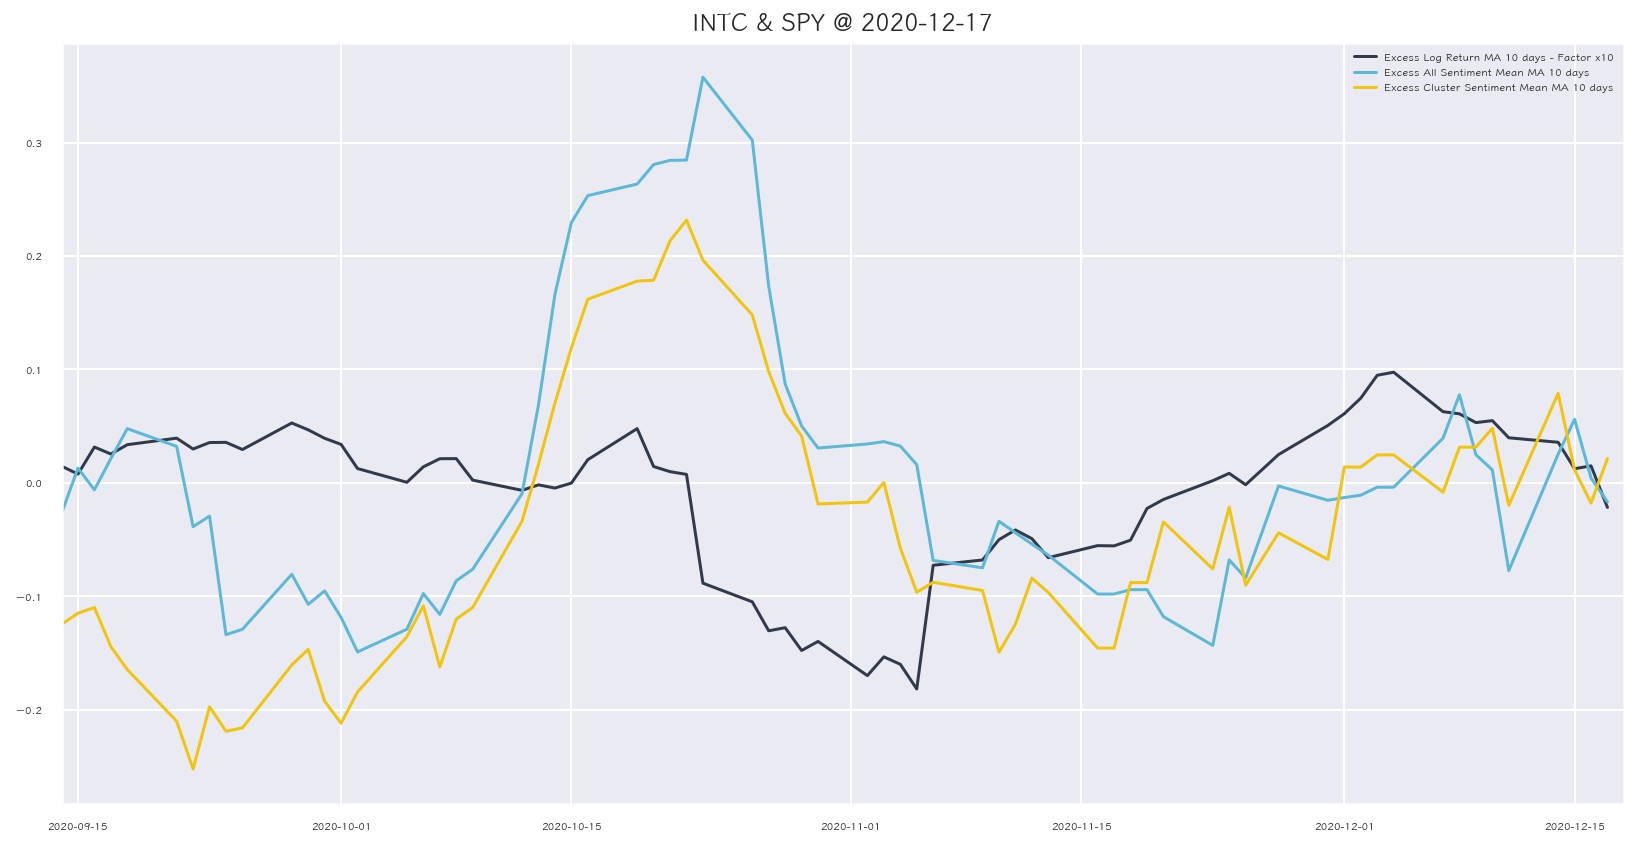 INTC & SPY @ 2020-12-17
Excess Log Return MA 10 days - Factor x10
Excess All Sentiment Mean MA 10 days
Excess Cluster Sentiment Mean MA 10 days
0.3
0.2
0.1
0.0
−0.1
−0.2
2020-09-15 2020-10-01 2020-10-15 2020-11-01 2020-11-15 2020-12-01 2020-12-15